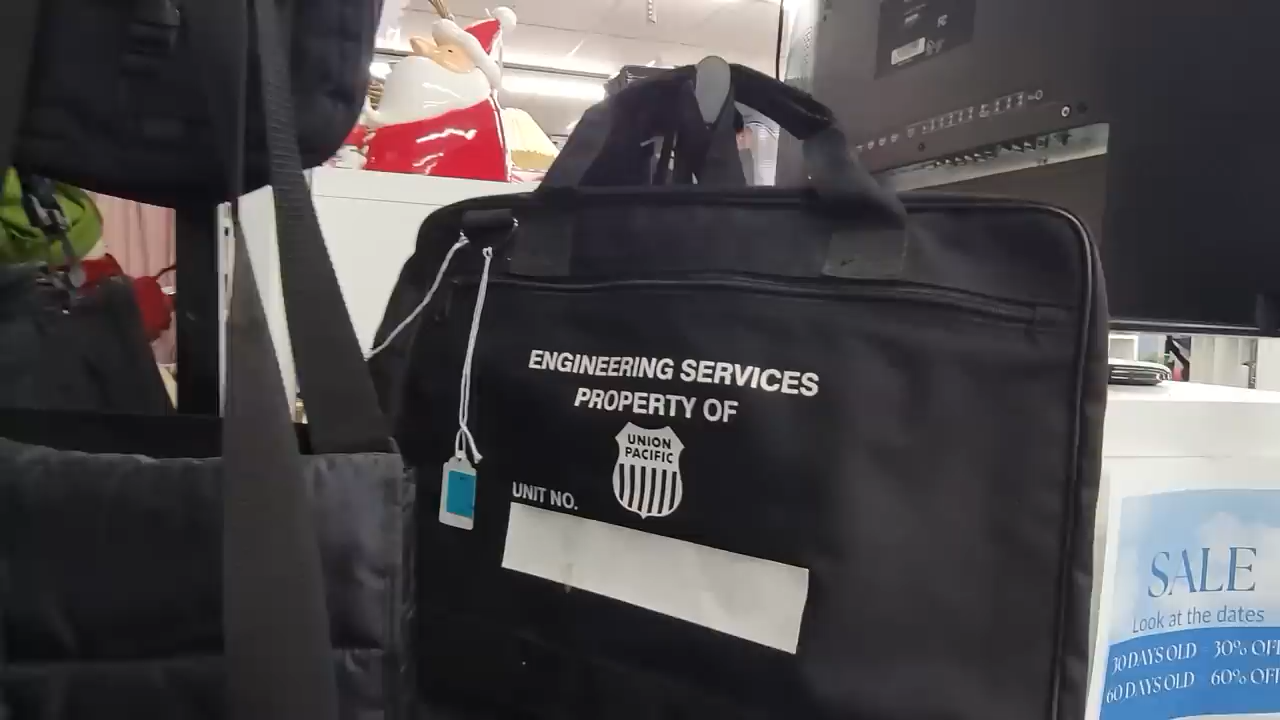 ENGINEERING SERVICES
PROPERTY OF
UNION
PACIFIC
UNIT NO.
SALE
Look at the dates
30 DAYS OLD 30% OFF
60 DAYS OLD 60% OFF